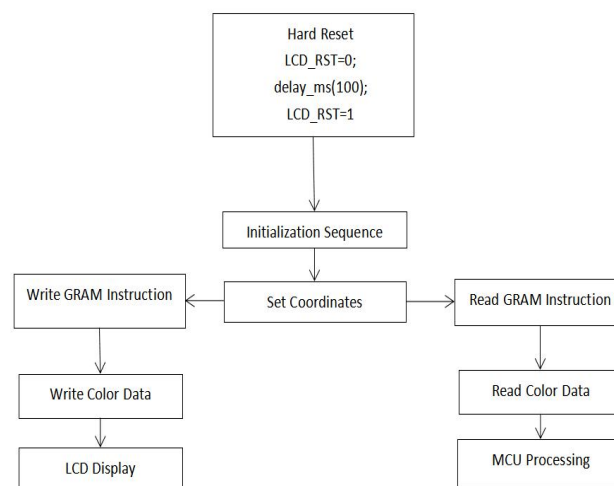 Hard Reset
LCD_RST=0;
delay_ms(100);
LCD_RST=1
Initialization Sequence
Write GRAM Instruction
Set Coordinates
Read GRAM Instruction
Write Color Data
Read Color Data
LCD Display
MCU Processing